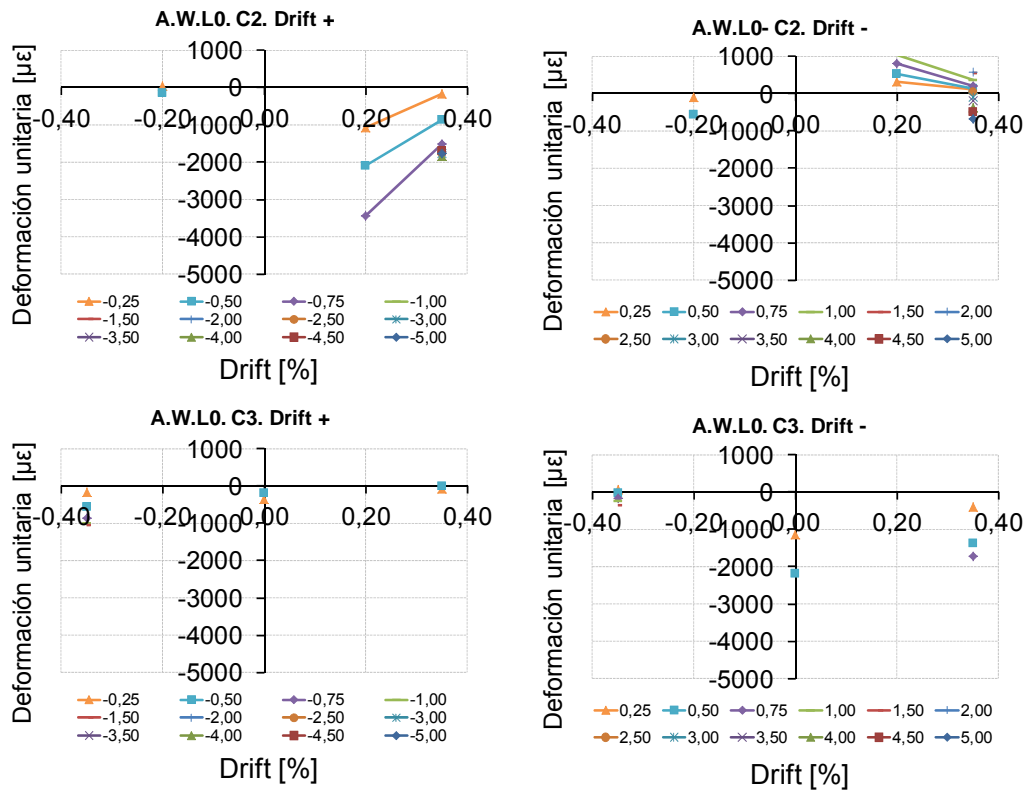 A.W.L0. C2. Drift +
Deformación unitaria [µε]
1000
0
-1000
-2000
-3000
-4000
-5000
-0,40 -0,20 0,00 0,20 0,40
-0,25 -0,50 -0,75 -1,00
-1,50 -2,00 -2,50 -3,00
-3,50 -4,00 -4,50 -5,00
Drift [%]
A.W.L0- C2. Drift -
Deformación unitaria [µε]
1000
0
-1000
-2000
-3000
-4000
-5000
-0,40 -0,20 0,00 0,20 0,40
0,25 0,50 0,75 1,00 1,50 2,00
2,50 3,00 3,50 4,00 4,50 5,00
Drift [%]
A.W.L0. C3. Drift +
Deformación unitaria [µε]
1000
0
-1000
-2000
-3000
-4000
-5000
-0,40 -0,20 0,00 0,20 0,40
-0,25 -0,50 -0,75 -1,00
-1,50 -2,00 -2,50 -3,00
-3,50 -4,00 -4,50 -5,00
Drift [%]
A.W.L0. C3. Drift -
Deformación unitaria [µε]
1000
0
-1000
-2000
-3000
-4000
-5000
-0,40 -0,20 0,00 0,20 0,40
0,25 0,50 0,75 1,00 1,50 2,00
2,50 3,00 3,50 4,00 4,50 5,00
Drift [%]